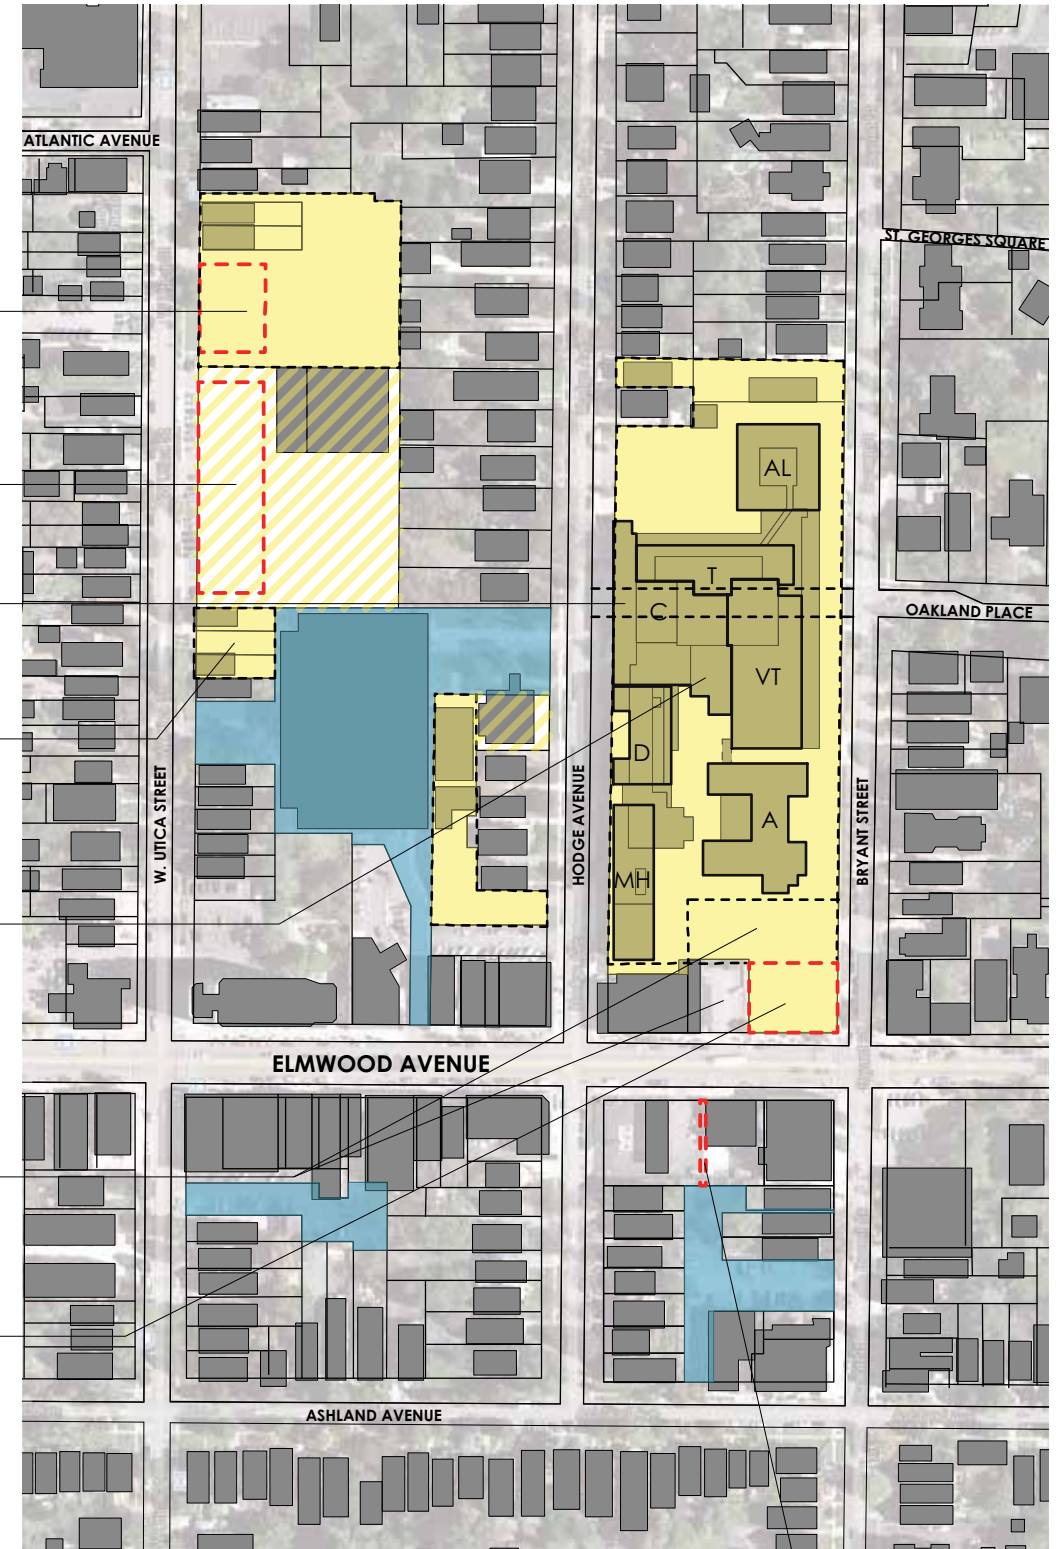 ATLANTIC AVENUE
ST. GEORGES SQUARE
AL
T
C
OAKLAND PLACE
VT
D
W. UTICA STREET
HODGE AVENUE
A
BRYANT STREET
MH
ELMWOOD AVENUE
ASHLAND AVENUE